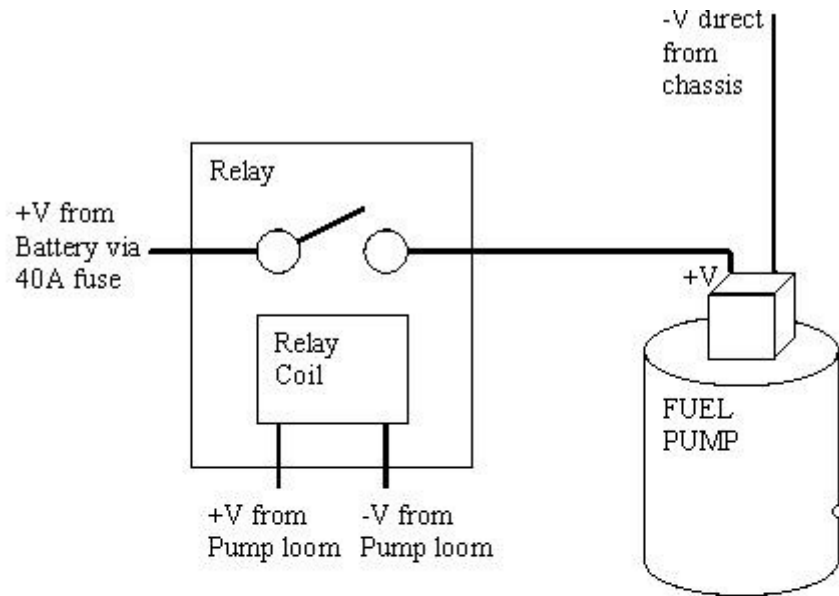 -V direct
from
chassis
Relay
+V from
Battery via
40A fuse
+V
Relay
Coil
FUEL
PUMP
+V from
Pump loom
-V from
Pump loom